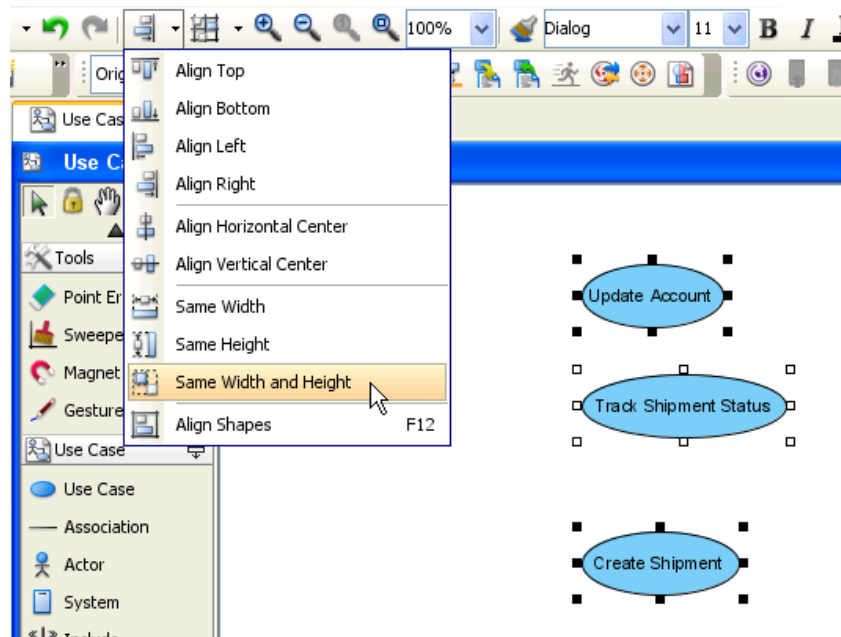 100%
Dialog
11
B I
Orig
Align Top
Align Bottom
Align Left
Align Right
Align Horizontal Center
Align Vertical Center
Same Width
Same Height
Same Width and Height
Align Shapes F12
Use Cas
Use C
Tools
Point Er
Sweepe
Magnet
Gesture
Use Case
Use Case
Association
Actor
System
Include
Update Account
Track Shipment Status
Create Shipment